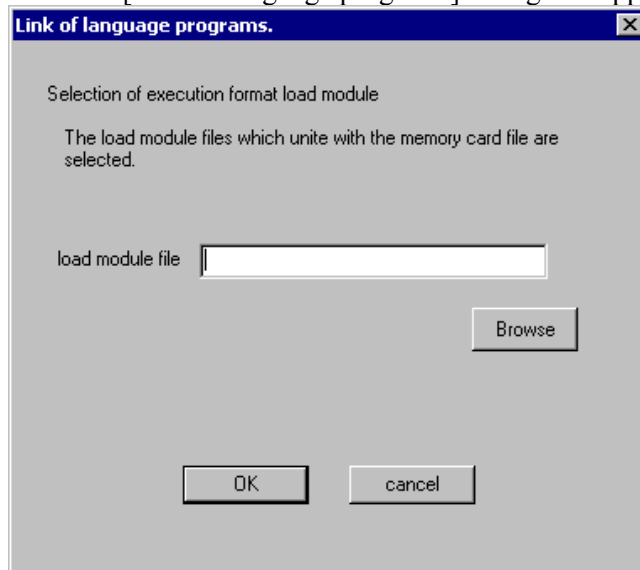 Link of language programs.
Selection of execution format load module
The load module files which unite with the memory card file are
selected.
load module file
Browse
OK
cancel